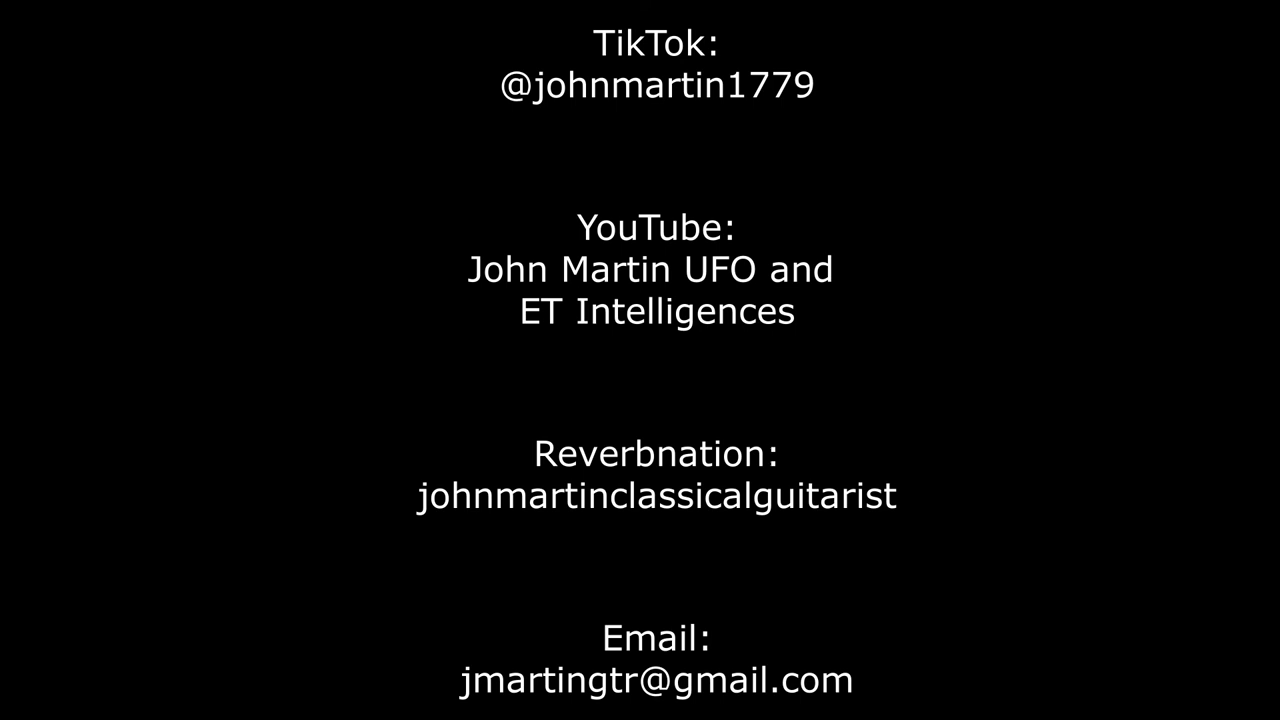 TikTok:
@johnmartin1779
YouTube:
John Martin UFO and
ET Intelligences
Reverbnation:
johnmartinclassicalguitarist
Email:
jmartingtr@gmail.com